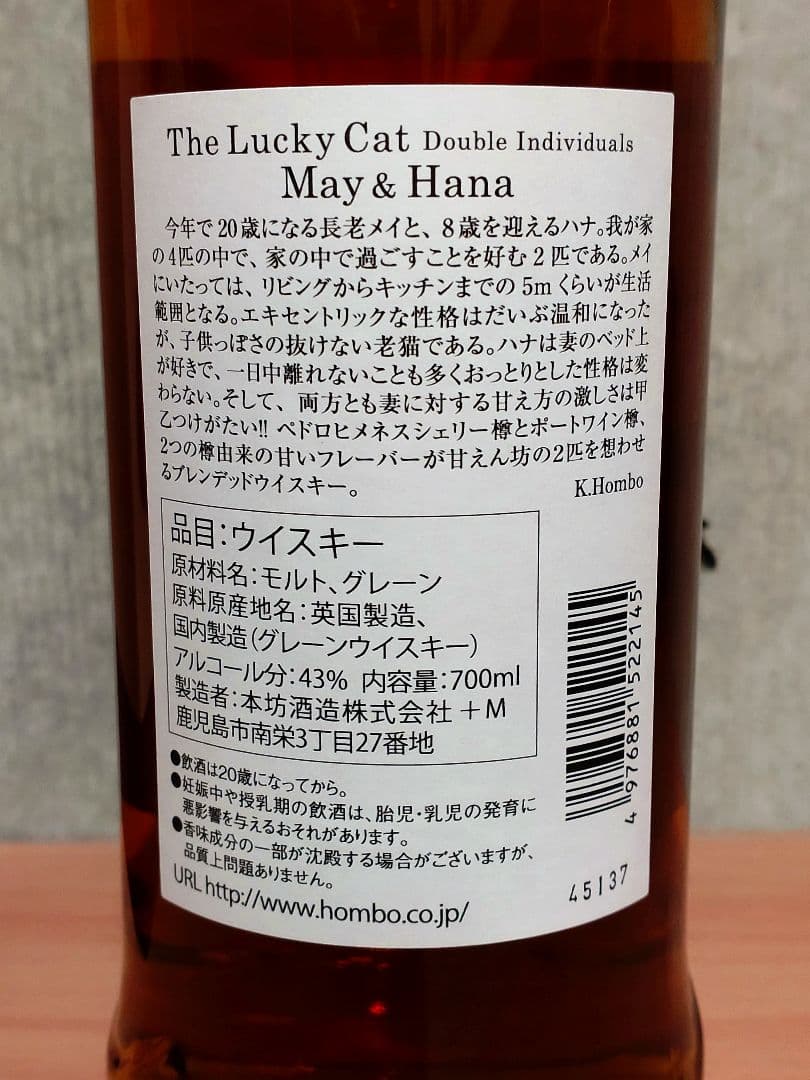 The Lucky Cat Double Individuals
May & Hana
今年で20歳になる長老メイと、8歳を迎えるハナ。我が家
の4匹の中で、家の中で過ごすことを好む2匹である。メイ
にいたっては、リビングからキッチンまでの5mくらいが生活
範囲となる。エキセントリックな性格はだいぶ温和になった
が、子供っぽさの抜けない老猫である。ハナは妻のベッド上
が好きで、一日中離れないことも多くおっとりとした性格は変
わらない。そして、両方とも妻に対する甘え方の激しさは甲
乙つけがたい!! ペドロヒメネスシェリー樽とポートワイン樽、
2つの樽由来の甘いフレーバーが甘えん坊の2匹を想わせ
るブレンデッドウイスキー。
K.Hombo
品目：ウイスキー
原材料名：モルト、グレーン
原料原産地名：英国製造、
国内製造（グレーンウイスキー）
アルコール分：43% 内容量：700ml
製造者：本坊酒造株式会社 +M
鹿児島市南栄3丁目27番地
●飲酒は20歳になってから。
●妊娠中や授乳期の飲酒は、胎児・乳児の発育に
悪影響を与えるおそれがあります。
●香味成分の一部が沈殿する場合がございますが、
品質上問題ありません。
URL http://www.hombo.co.jp/
4 976881 522145
45137